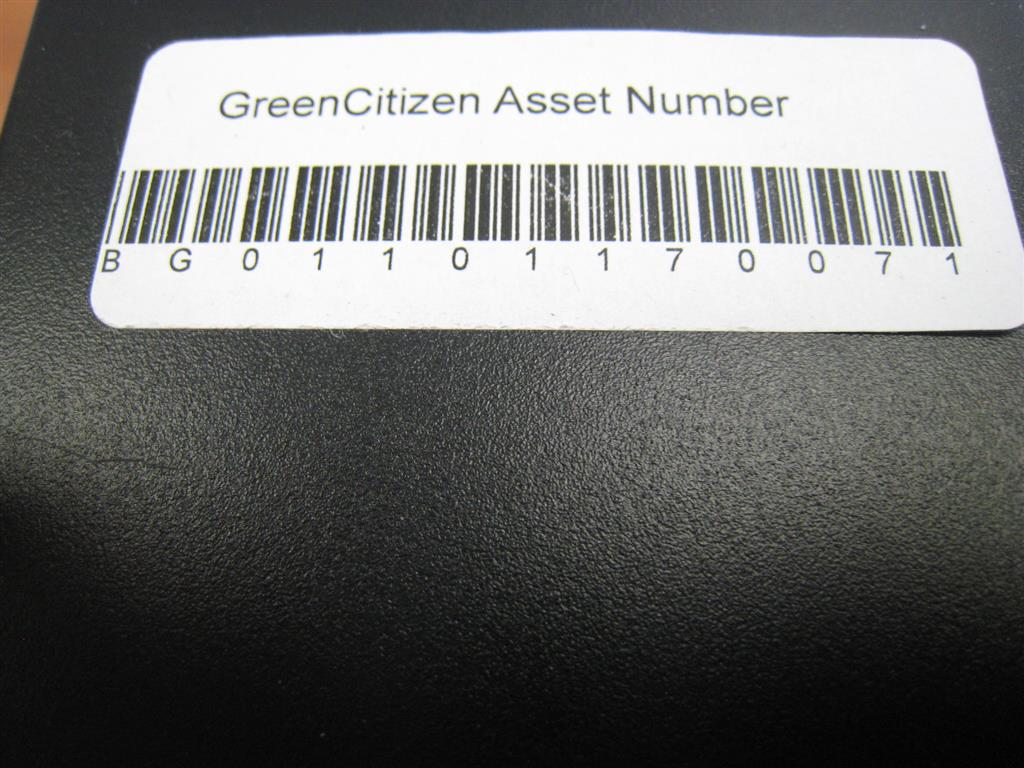 GreenCitizen Asset Number
B G 0 1 1 0 1 1 7 0 0 7 1